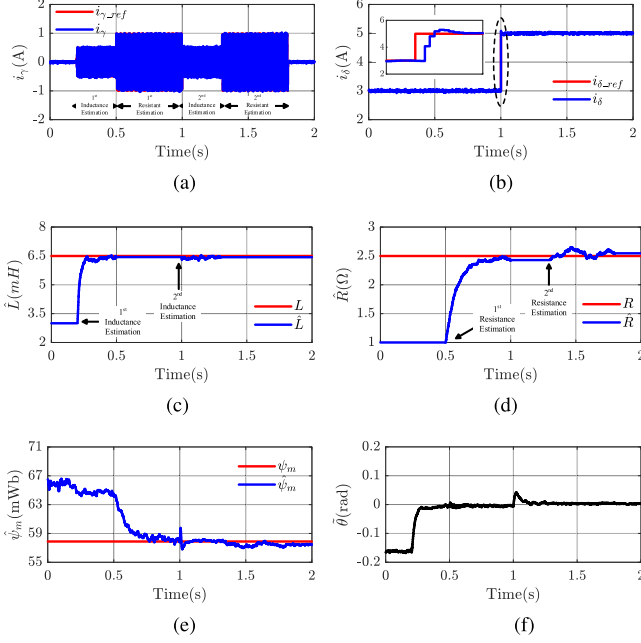 2
1
0
-1
-2
i_γ(A)
i_{γ_ref}
i_γ
1st
Inductance
Estimation
1st
Resistant
Estimation
2nd
Inductance
Estimation
2nd
Resistant
Estimation
0 0.5 1 1.5 2
Time(s)
(a)
6
5
4
3
2
i_δ(A)
6
4
2
i_{δ_ref}
i_δ
0 0.5 1 1.5 2
Time(s)
(b)
8
6.5
3.5
2
L̂(mH)
1st
Inductance
Estimation
2nd
Inductance
Estimation
L
L̂
0 0.5 1 1.5 2
Time(s)
(c)
3
2.5
2
1.5
1
R̂(Ω)
1st
Resistance
Estimation
2nd
Resistance
Estimation
R
R̂
0 0.5 1 1.5 2
Time(s)
(d)
71
67
63
59
55
ψ̂_m(mWb)
ψ_m
ψ̂_m
0 0.5 1 1.5 2
Time(s)
(e)
0.2
0.1
0
-0.1
-0.2
θ̃(rad)
0 0.5 1 1.5 2
Time(s)
(f)